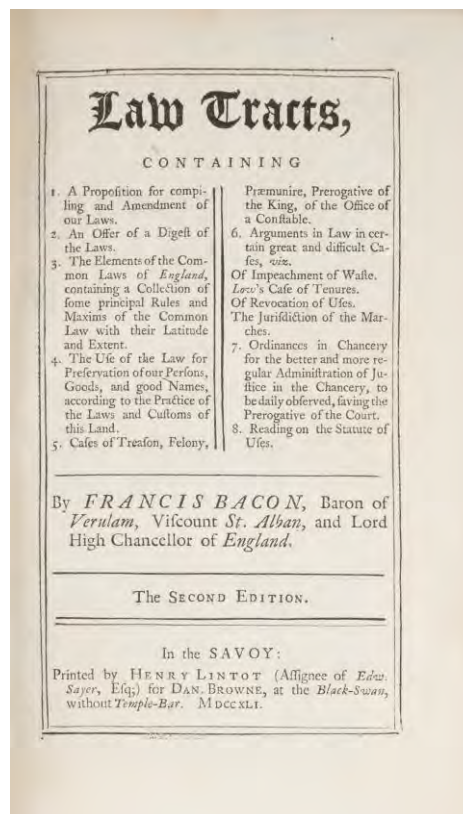 Law Tracts,
CONTAINING
1. A Propoſition for compi-
ling and Amendment of
our Laws.
2. An Offer of a Digeſt of
the Laws.
3. The Elements of the Com-
mon Laws of England,
containing a Collection of
ſome principal Rules and
Maxims of the Common
Law with their Latitude
and Extent.
4. The Uſe of the Law for
Preſervation of our Perſons,
Goods, and good Names,
according to the Practice of
the Laws and Cuſtoms of
this Land.
5. Caſes of Treaſon, Felony,
Præmunire, Prerogative of
the King, of the Office of
a Conſtable.
6. Arguments in Law in cer-
tain great and difficult Ca-
ſes, viz.
Of Impeachment of Waſte.
Low's Caſe of Tenures.
Of Revocation of Uſes.
The Juriſdiction of the Mar-
ches.
7. Ordinances in Chancery
for the better and more re-
gular Adminiſtration of Ju-
ſtice in the Chancery, to
be daily obſerved, ſaving the
Prerogative of the Court.
8. Reading on the Statute of
Uſes.
By FRANCIS BACON, Baron of
Verulam, Viſcount St. Alban, and Lord
High Chancellor of England.
The SECOND EDITION.
In the SAVOY:
Printed by HENRY LINTOT (Aſſignee of Edw.
Sayer, Eſq;) for DAN. BROWNE, at the Black-Swan,
without Temple-Bar. MDCCXLI.